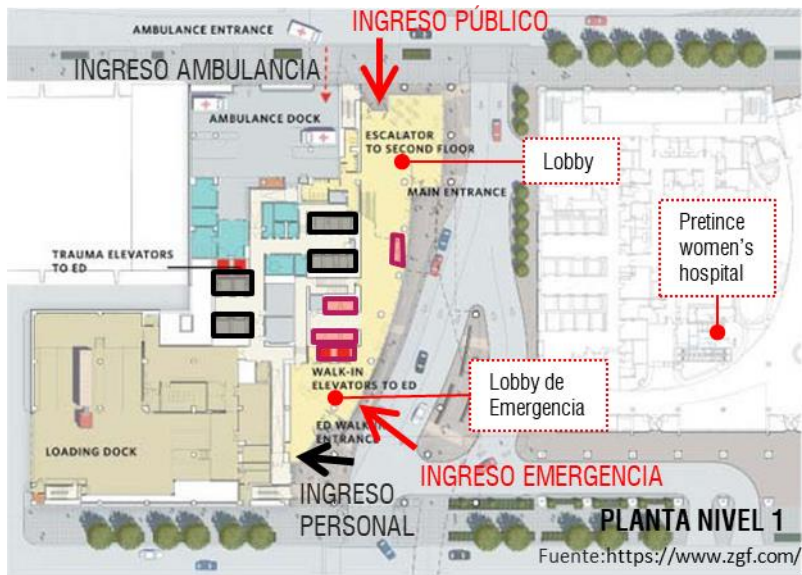 AMBULANCE ENTRANCE
INGRESO PÚBLICO
INGRESO AMBULANCIA
AMBULANCE DOCK
ESCALATOR
TO SECOND FLOOR
Lobby
MAIN ENTRANCE
Pretince
women's
hospital
TRAUMA ELEVATORS
TO ED
WALK-IN
ELEVATORS TO ED
Lobby de
Emergencia
ED WALK-IN
ENTRANCE
LOADING DOCK
INGRESO EMERGENCIA
INGRESO
PERSONAL
PLANTA NIVEL 1
Fuente:https://www.zgf.com/